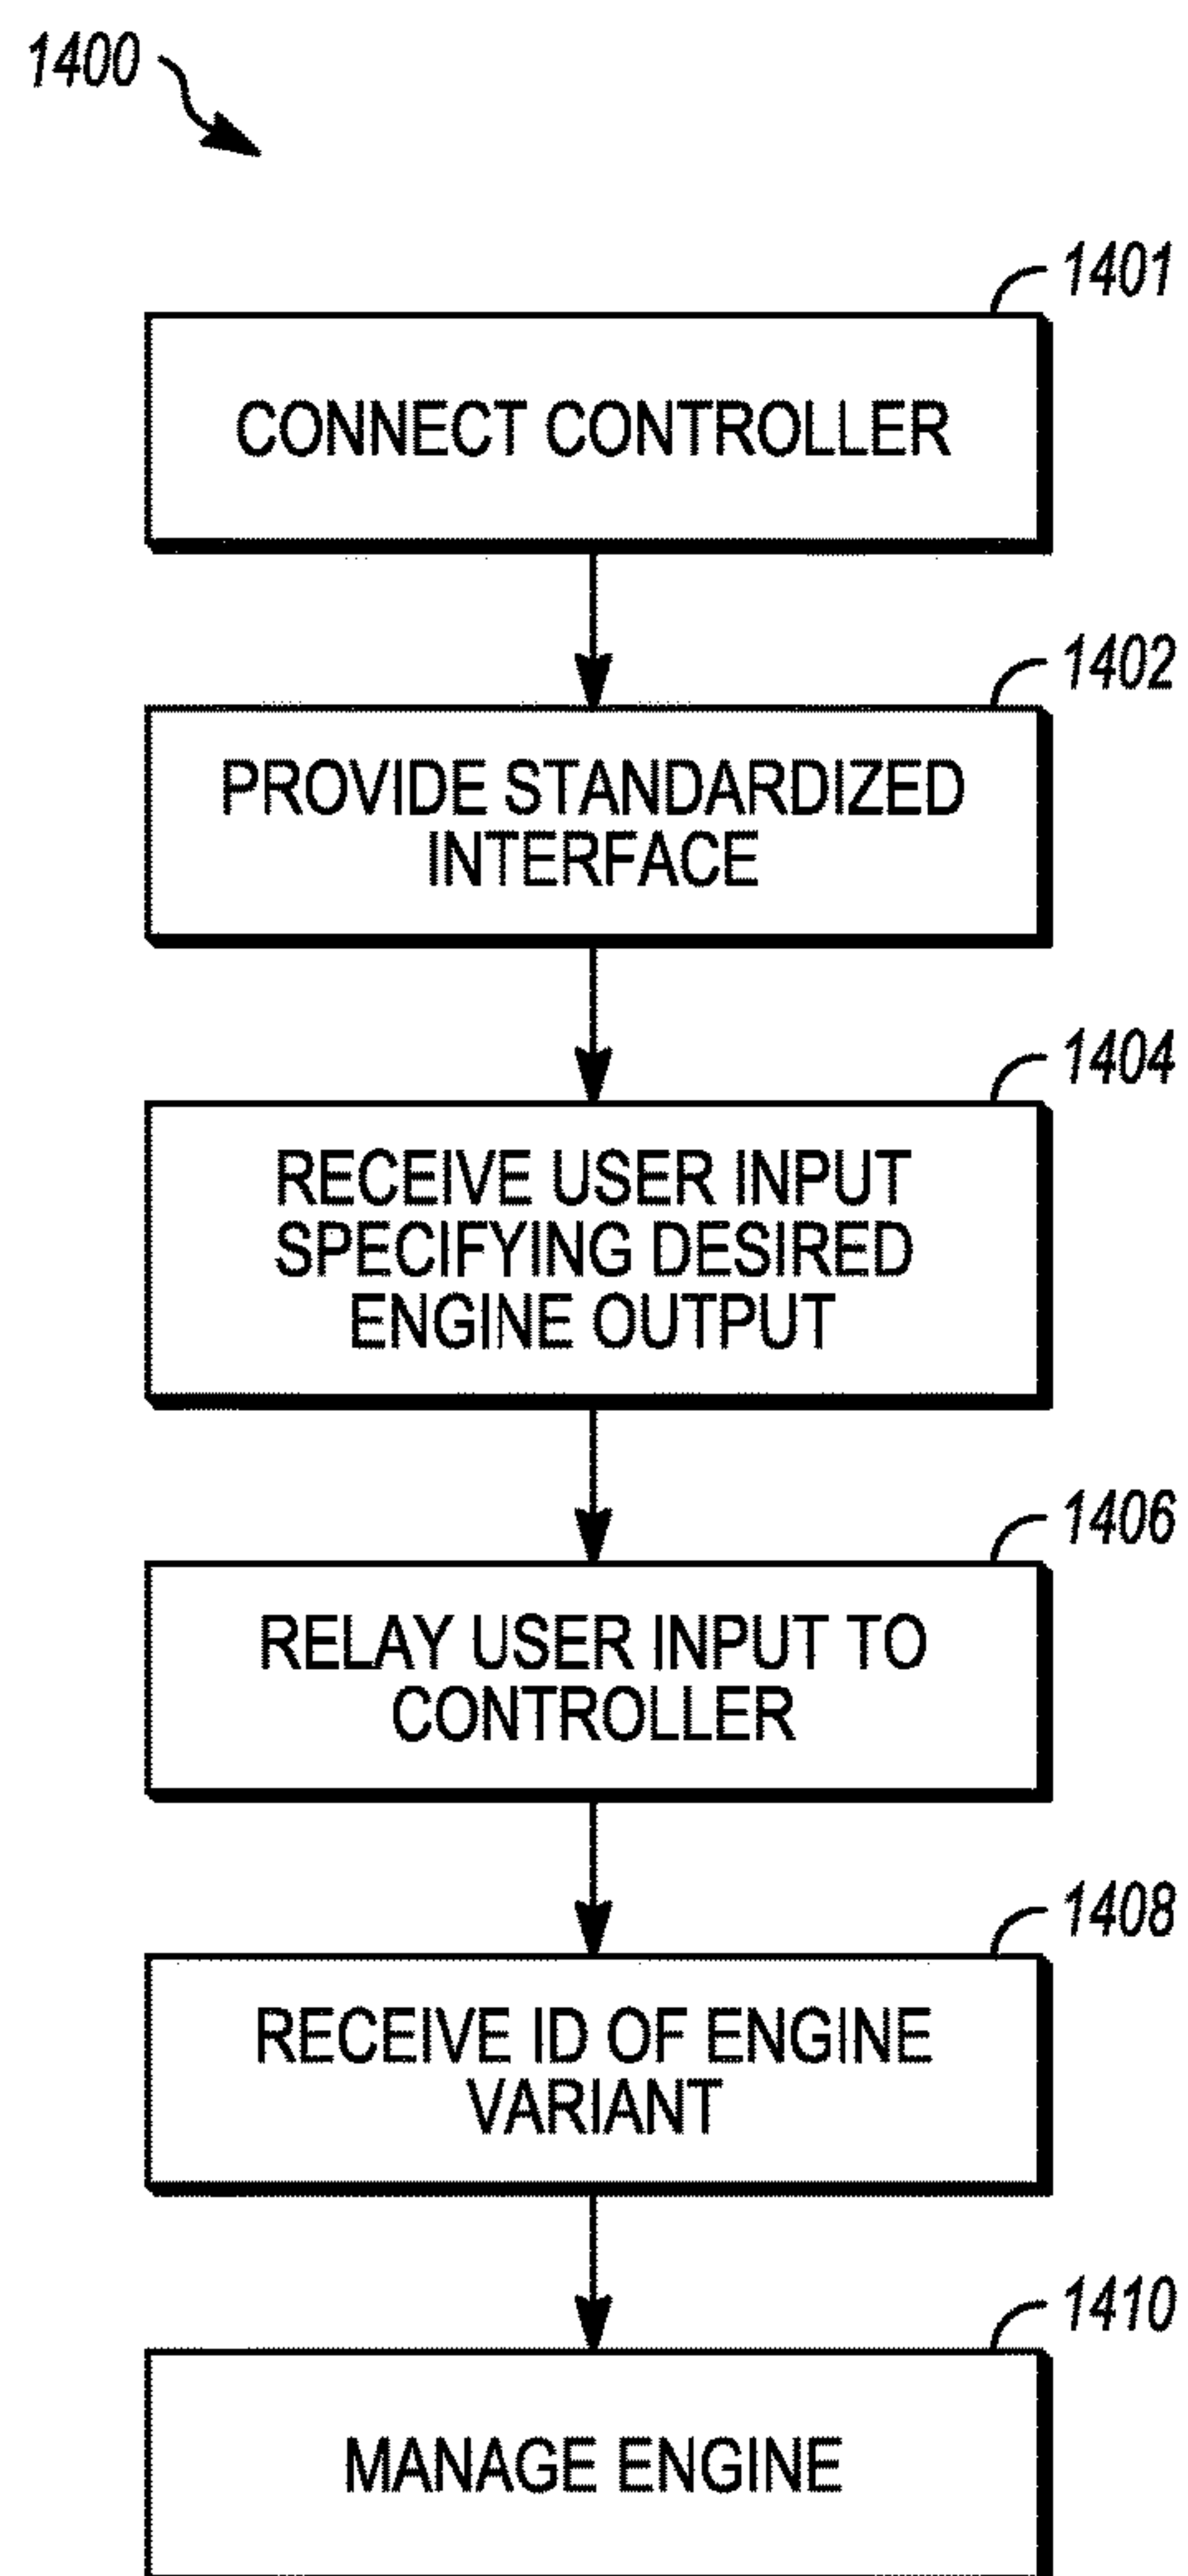 1400
1401
CONNECT CONTROLLER
1402
PROVIDE STANDARDIZED
INTERFACE
1404
RECEIVE USER INPUT
SPECIFYING DESIRED
ENGINE OUTPUT
1406
RELAY USER INPUT TO
CONTROLLER
1408
RECEIVE ID OF ENGINE
VARIANT
1410
MANAGE ENGINE